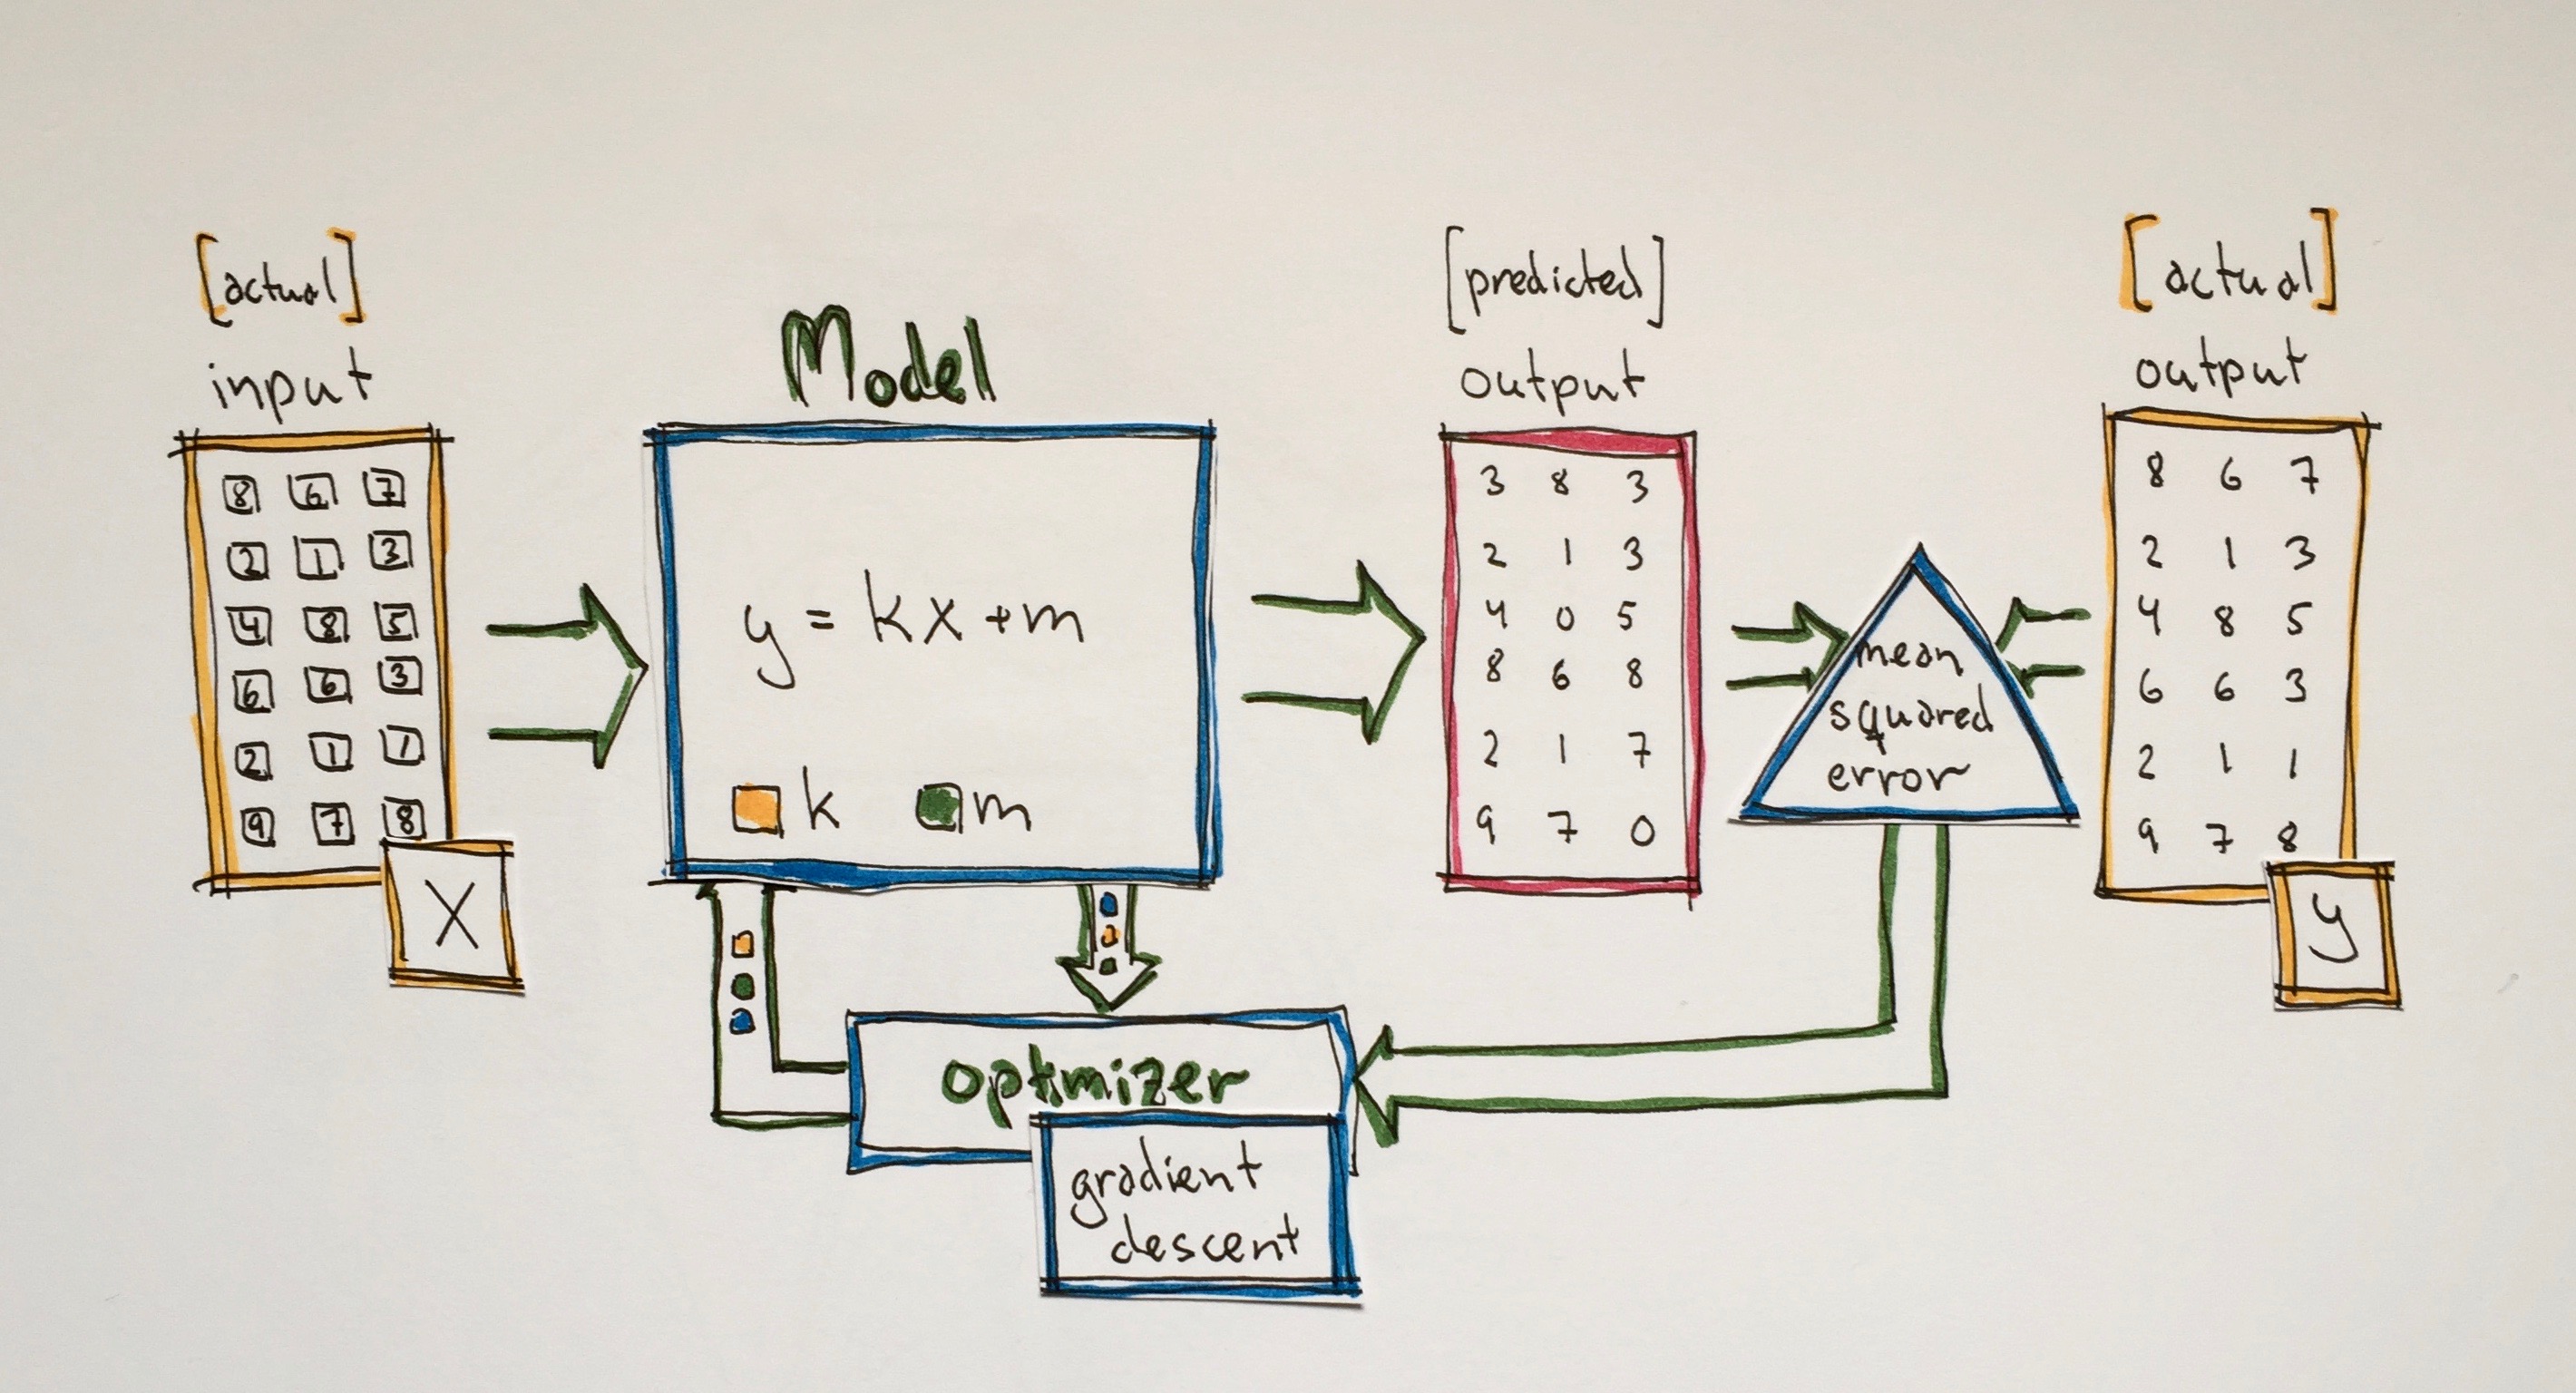 [actual]
input
8 6 7
2 1 3
4 8 5
6 6 3
2 1 1
9 7 8
X
Model
y = kx + m
k m
[predicted]
output
3 8 3
2 1 3
4 0 5
8 6 8
2 1 7
9 7 0
mean
squared
error
[actual]
output
8 6 7
2 1 3
4 8 5
6 6 3
2 1 1
9 7 8
y
optimizer
gradient
descent